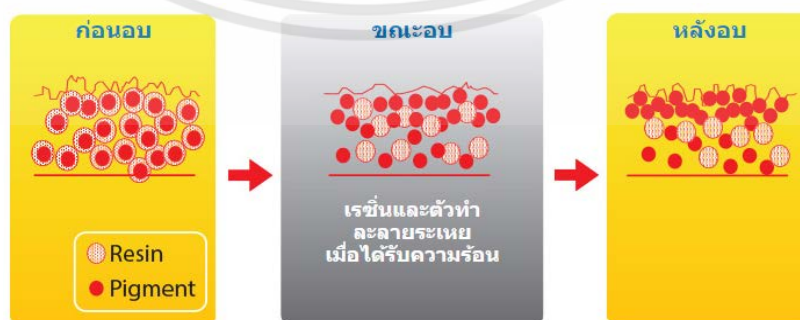 ก่อนอบ
ขณะอบ
หลังอบ
เรซิ่นและตัวทำ
ละลายระเหย
เมื่อได้รับความร้อน
Resin
Pigment